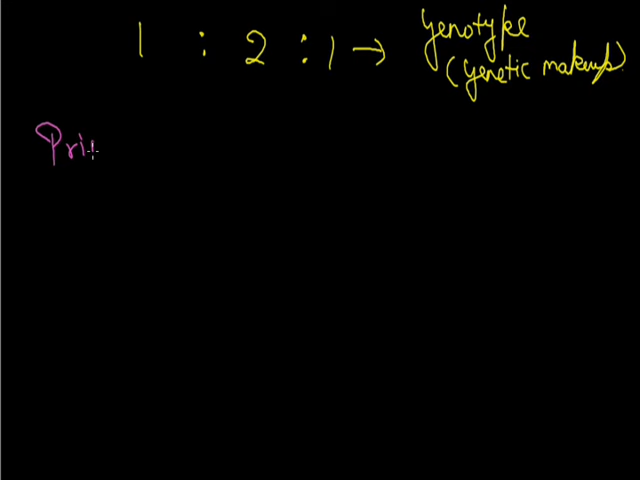 1 : 2 : 1 → genotype
(genetic makeup)
Pri